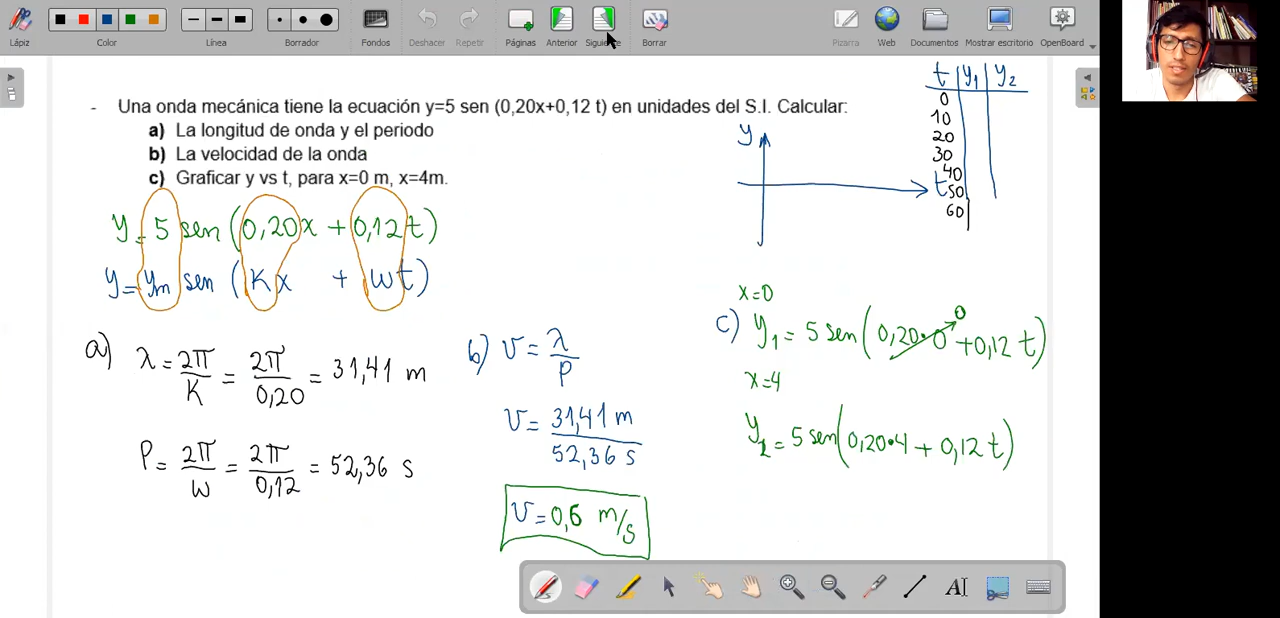 Lápiz
Color
Línea
Borrador
Fondos
Deshacer
Repetir
Páginas
Anterior
Borrar
Pizarra
Web
Documentos
Mostrar escritorio
OpenBoard
- Una onda mecánica tiene la ecuación y=5 sen (0,20x+0,12 t) en unidades del S.I. Calcular:
a) La longitud de onda y el periodo
b) La velocidad de la onda
c) Graficar y vs t, para x=0 m, x=4m.
y = 5 sen (0,20x + 0,12 t)
y = ym sen (Kx + wt)
a) λ = 2π/K = 2π/0,20 = 31,41 m
P = 2π/w = 2π/0,12 = 52,36 s
b) v = λ/P
v = 31,41 m / 52,36 s
v = 0,6 m/s
y
t
t y1 y2
0
10
20
30
40
50
60
x=0
c) y1 = 5 sen (0,20·0 + 0,12 t)
0
x=4
y2 = 5 sen (0,20·4 + 0,12 t)
AI